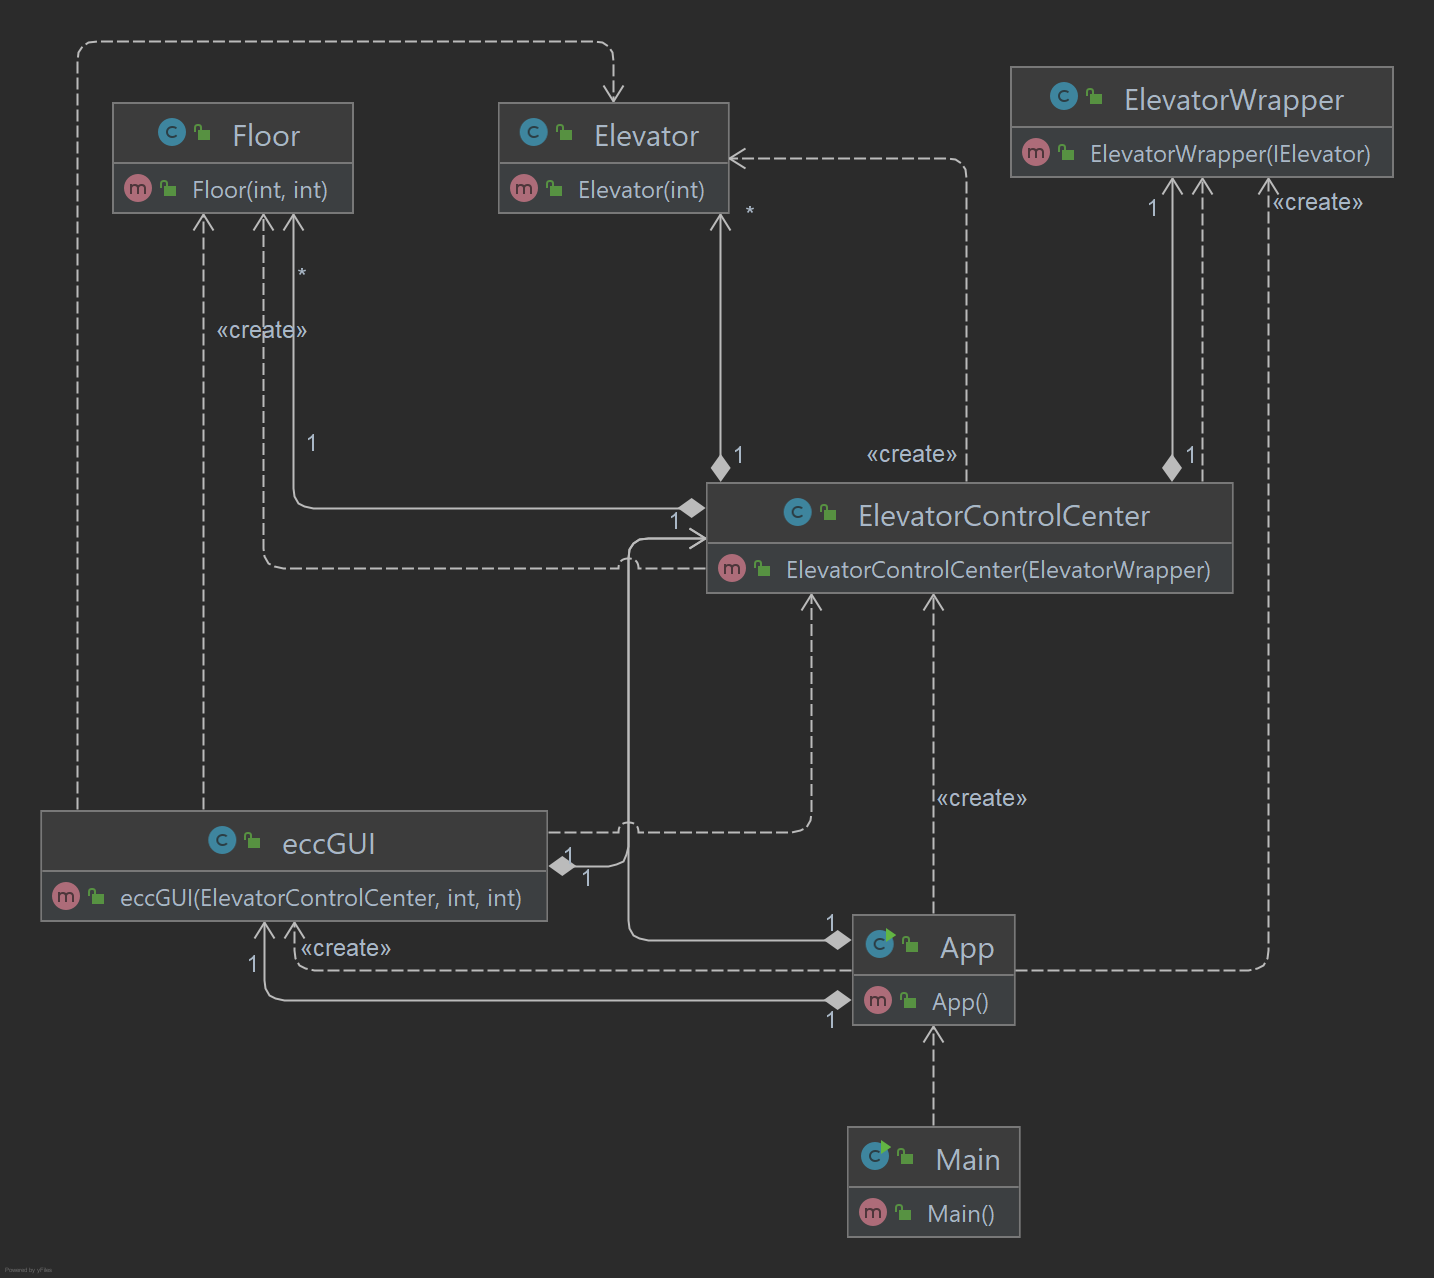 ElevatorWrapper
ElevatorWrapper(IElevator)
Floor
Floor(int, int)
Elevator
Elevator(int)
«create»
1
*
*
«create»
1
1
«create»
1
1
ElevatorControlCenter
ElevatorControlCenter(ElevatorWrapper)
«create»
eccGUI
eccGUI(ElevatorControlCenter, int, int)
1
1
1
«create»
1
1
App
App()
Main
Main()
Powered by yFiles